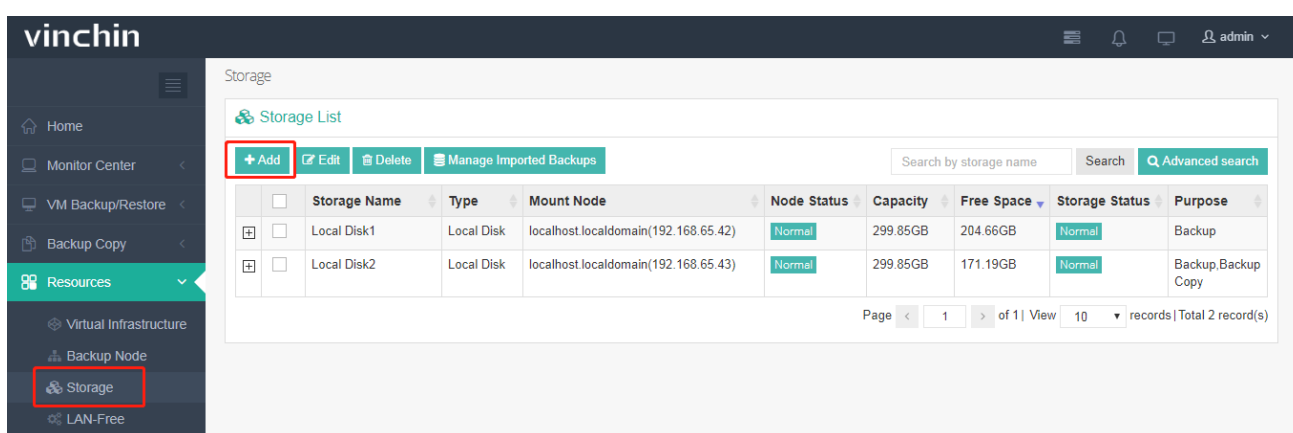 vinchin
admin
Storage
Storage List
Home
Monitor Center
VM Backup/Restore
Backup Copy
Resources
Virtual Infrastructure
Backup Node
Storage
LAN-Free
Add Edit Delete Manage Imported Backups Search by storage name Search Advanced search
Storage Name Type Mount Node Node Status Capacity Free Space Storage Status Purpose
Local Disk1 Local Disk localhost.localdomain(192.168.65.42) Normal 299.85GB 204.66GB Normal Backup
Local Disk2 Local Disk localhost.localdomain(192.168.65.43) Normal 299.85GB 171.19GB Normal Backup,Backup
Copy
Page < 1 > of 1| View 10 records|Total 2 record(s)